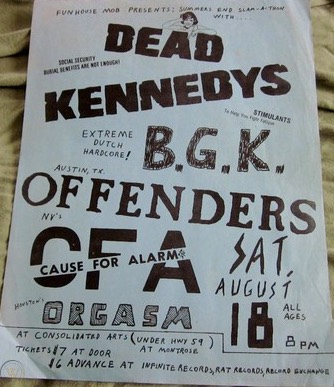 FUNHOUSE MOB PRESENTS: SUMMERS END SLAM-A-THON
WITH....
DEAD
SOCIAL SECURITY
BURIAL BENEFITS ARE NOT ENOUGH!
KENNEDYS
STIMULANTS
To Help You Fight Fatigue
EXTREME
DUTCH
HARDCORE!
B.G.K.
AUSTIN, TX.
OFFENDERS
NY's
CFA
CAUSE FOR ALARM
SAT.
AUGUST
18
ALL
AGES
8 PM
HOUSTON'S
ORGASM
AT CONSOLIDATED ARTS (UNDER HWY 59)
AT MONTROSE
TICKETS $7 AT DOOR
$6 ADVANCE AT INFINITE RECORDS, RAT RECORDS, RECORD EXCHANGE